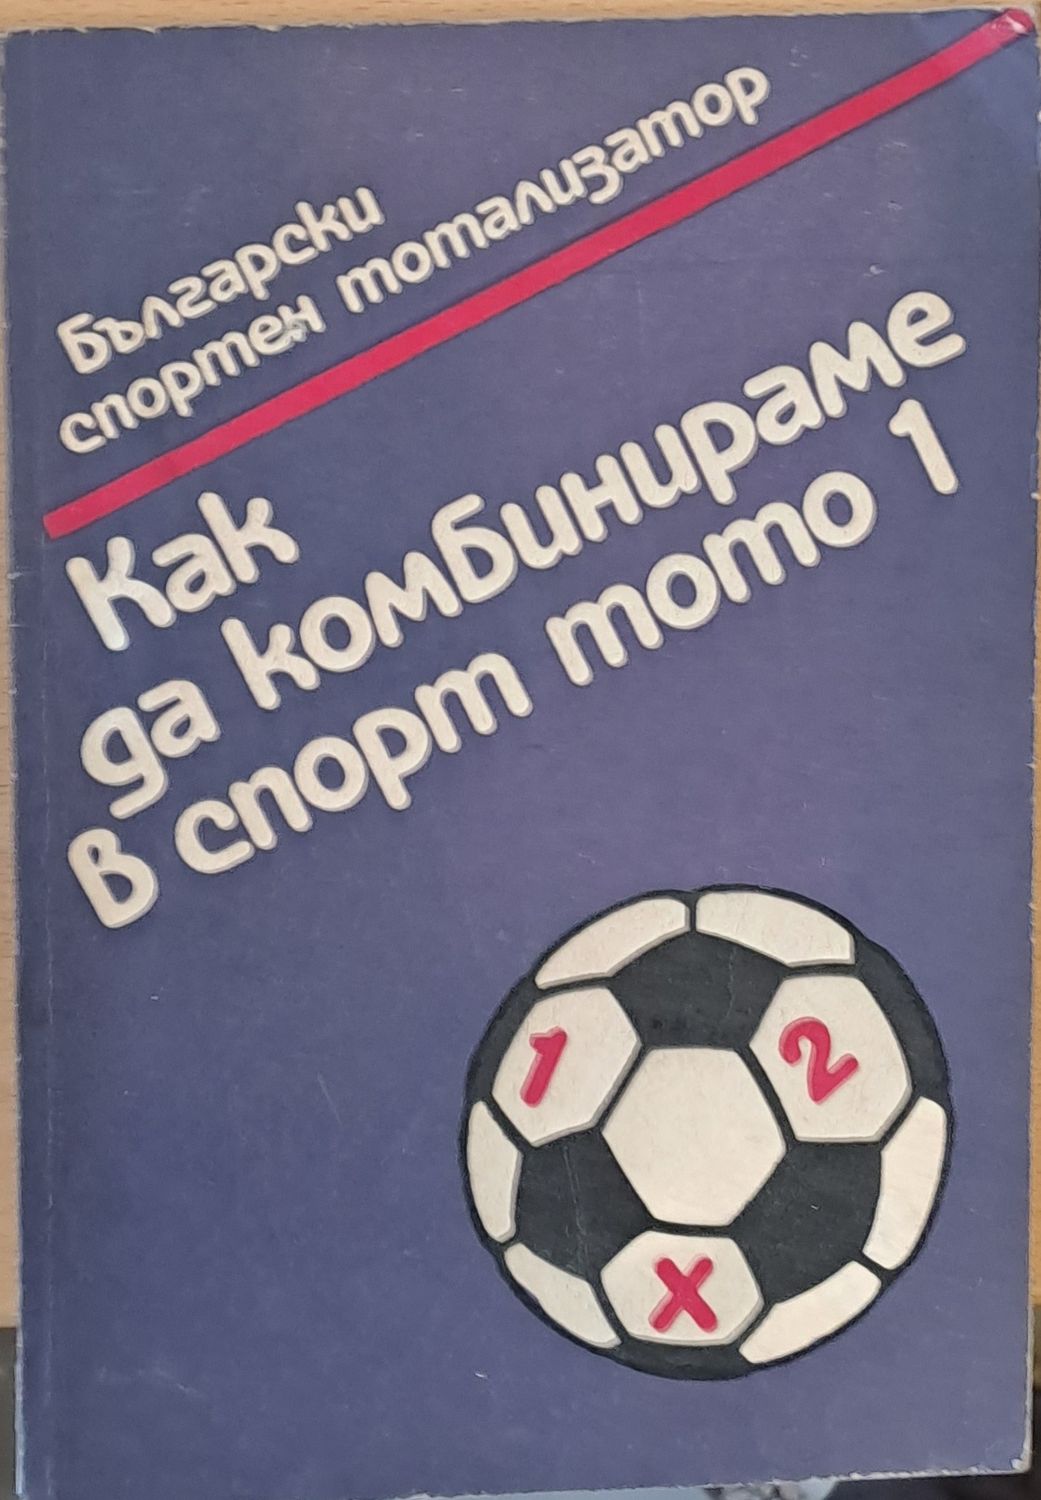 Български
спортен тотализатор
Как
да комбинираме
в спорт тото 1
1
2
X